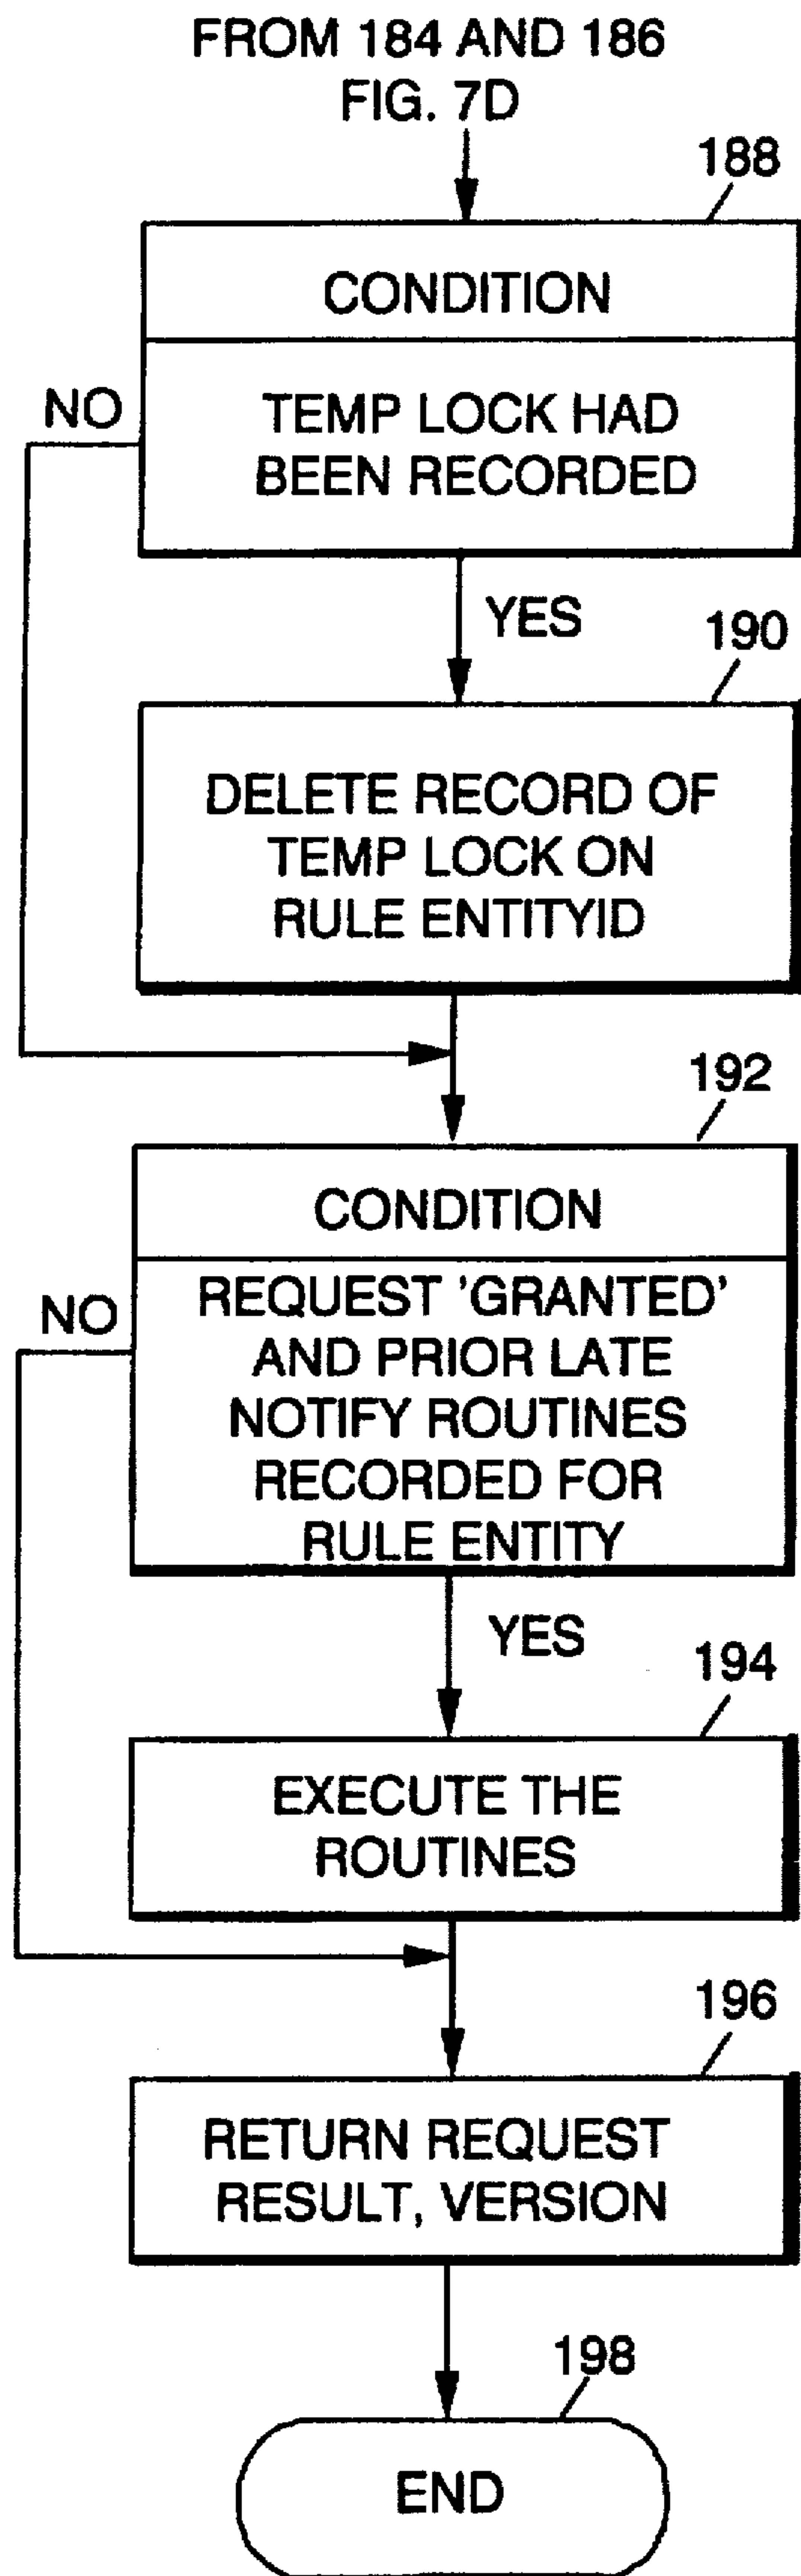 FROM 184 AND 186
FIG. 7D
188
CONDITION
NO
TEMP LOCK HAD
BEEN RECORDED
YES
190
DELETE RECORD OF
TEMP LOCK ON
RULE ENTITYID
192
CONDITION
NO
REQUEST 'GRANTED'
AND PRIOR LATE
NOTIFY ROUTINES
RECORDED FOR
RULE ENTITY
YES
194
EXECUTE THE
ROUTINES
196
RETURN REQUEST
RESULT, VERSION
198
END